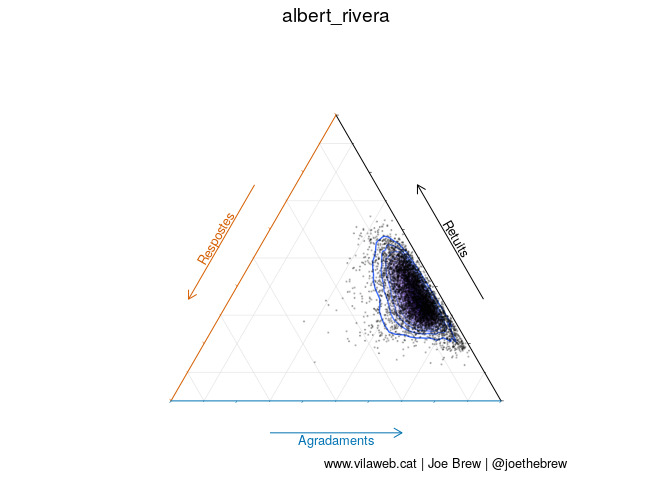 albert_rivera
Respostes
Retuits
Agradaments
www.vilaweb.cat | Joe Brew | @joethebrew